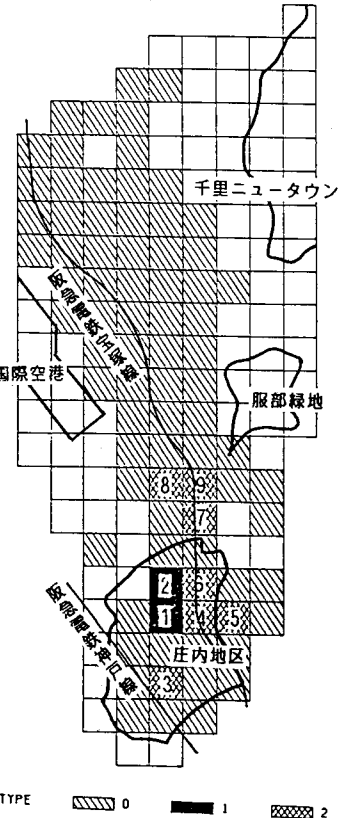 千里ニュータウン
阪急電鉄宝塚線
国際空港
服部緑地
8 9
7
阪急電鉄神戸線
2 6
1 4 5
庄内地区
3
TYPE 0 1 2